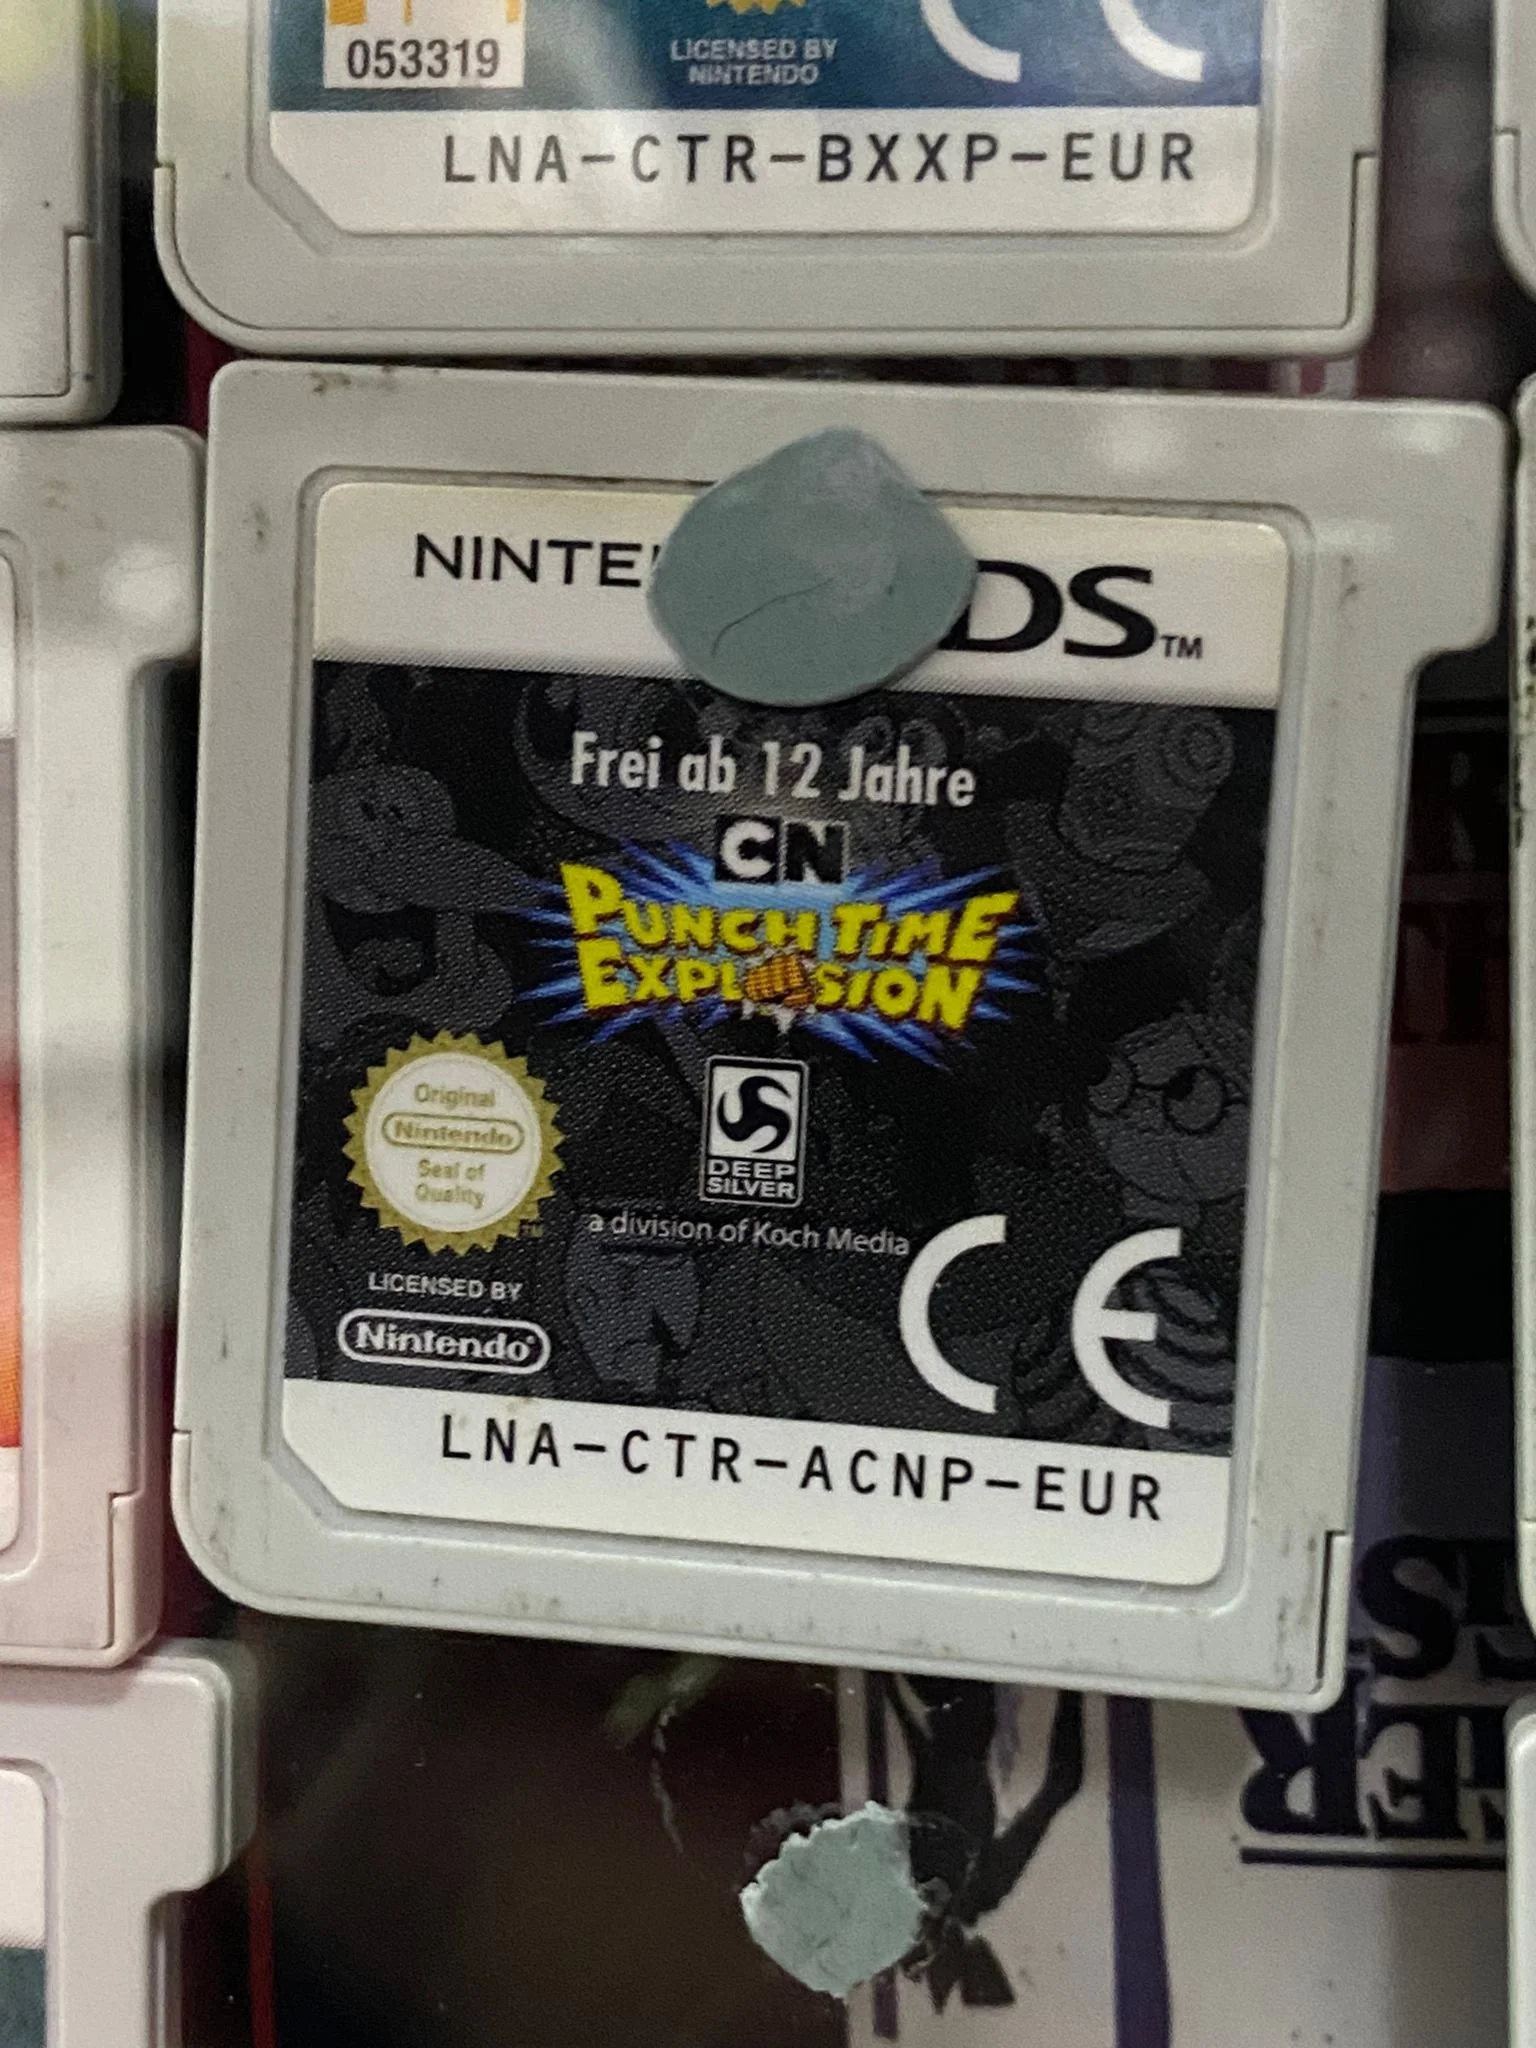 053319
LICENSED BY
NINTENDO
LNA-CTR-BXXP-EUR
NINTE DS™
Frei ab 12 Jahre
CN
PUNCH TIME
EXPLOSION
Original
Nintendo
Seal of
Quality
™
DEEP
SILVER
a division of Koch Media
LICENSED BY
Nintendo®
CE
LNA-CTR-ACNP-EUR